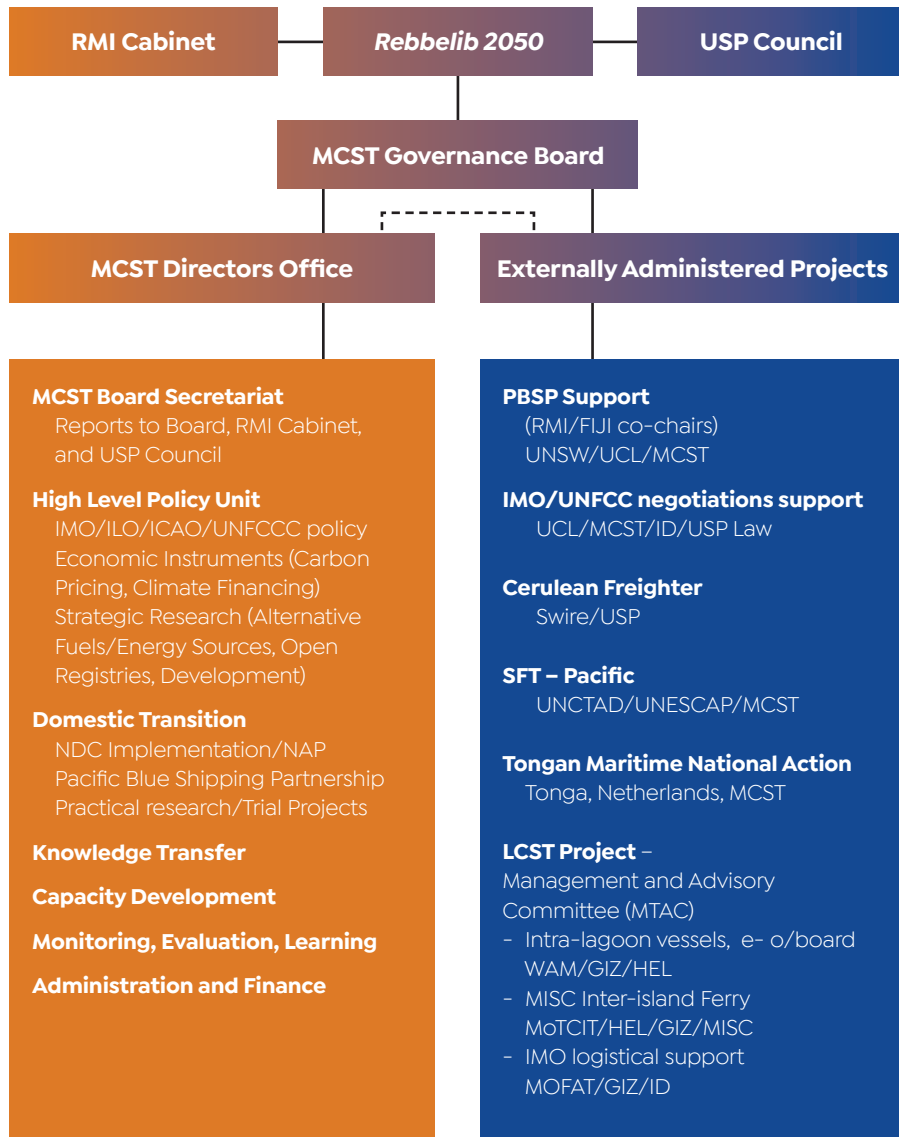 RMI Cabinet
Rebbelib 2050
USP Council
MCST Governance Board
MCST Directors Office
Externally Administered Projects
MCST Board Secretariat
Reports to Board, RMI Cabinet,
and USP Council
High Level Policy Unit
IMO/ILO/ICAO/UNFCCC policy
Economic Instruments (Carbon
Pricing, Climate Financing)
Strategic Research (Alternative
Fuels/Energy Sources, Open
Registries, Development)
Domestic Transition
NDC Implementation/NAP
Pacific Blue Shipping Partnership
Practical research/Trial Projects
Knowledge Transfer
Capacity Development
Monitoring, Evaluation, Learning
Administration and Finance
PBSP Support
(RMI/FIJI co-chairs)
UNSW/UCL/MCST
IMO/UNFCC negotiations support
UCL/MCST/ID/USP Law
Cerulean Freighter
Swire/USP
SFT – Pacific
UNCTAD/UNESCAP/MCST
Tongan Maritime National Action
Tonga, Netherlands, MCST
LCST Project –
Management and Advisory
Committee (MTAC)
- Intra-lagoon vessels, e- o/board
WAM/GIZ/HEL
- MISC Inter-island Ferry
MoTCIT/HEL/GIZ/MISC
- IMO logistical support
MOFAT/GIZ/ID